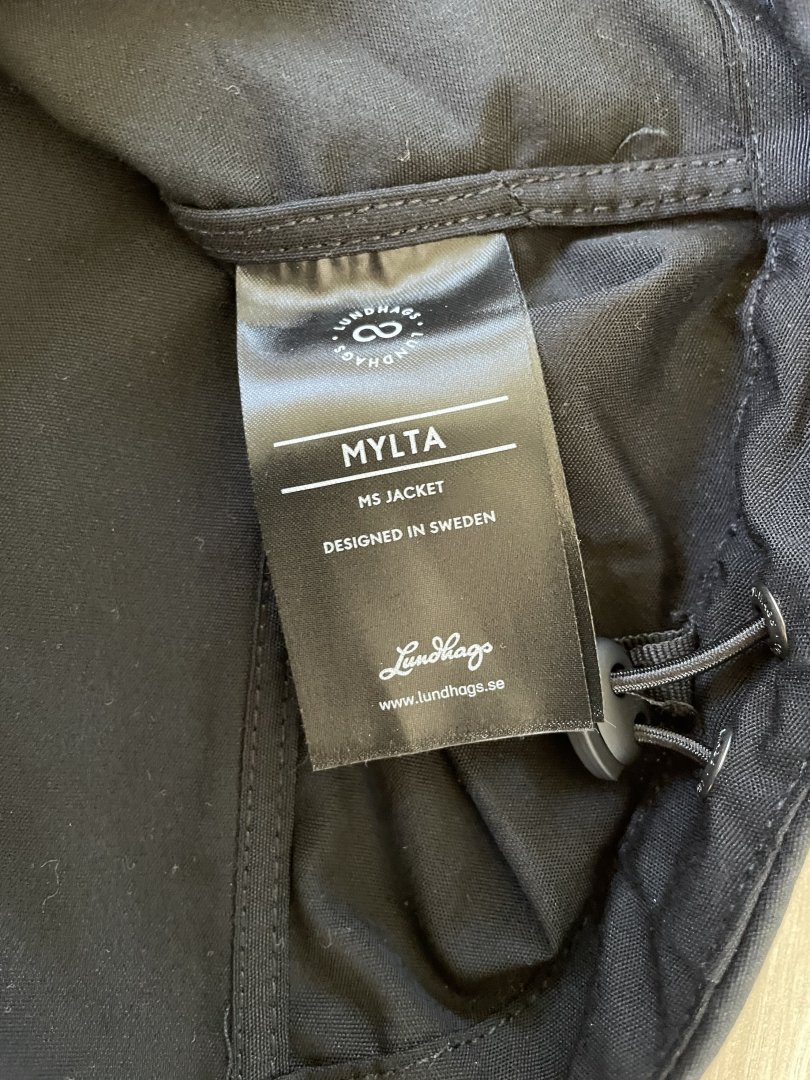 LUNDHAGS · LUNDHAGS ·
MYLTA
MS JACKET
DESIGNED IN SWEDEN
Lundhags
www.lundhags.se